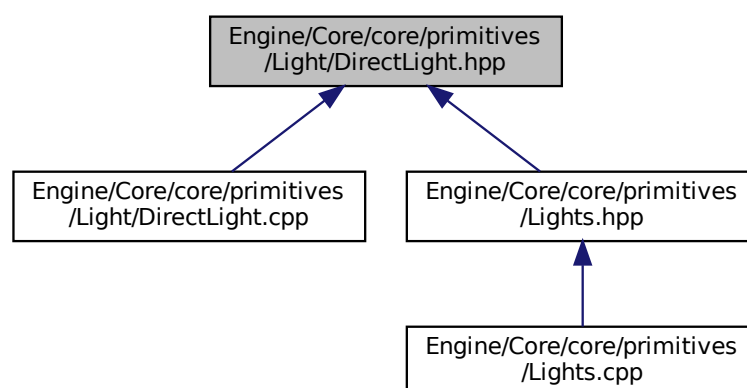 Engine/Core/core/primitives
/Light/DirectLight.hpp
Engine/Core/core/primitives
/Light/DirectLight.cpp
Engine/Core/core/primitives
/Lights.hpp
Engine/Core/core/primitives
/Lights.cpp